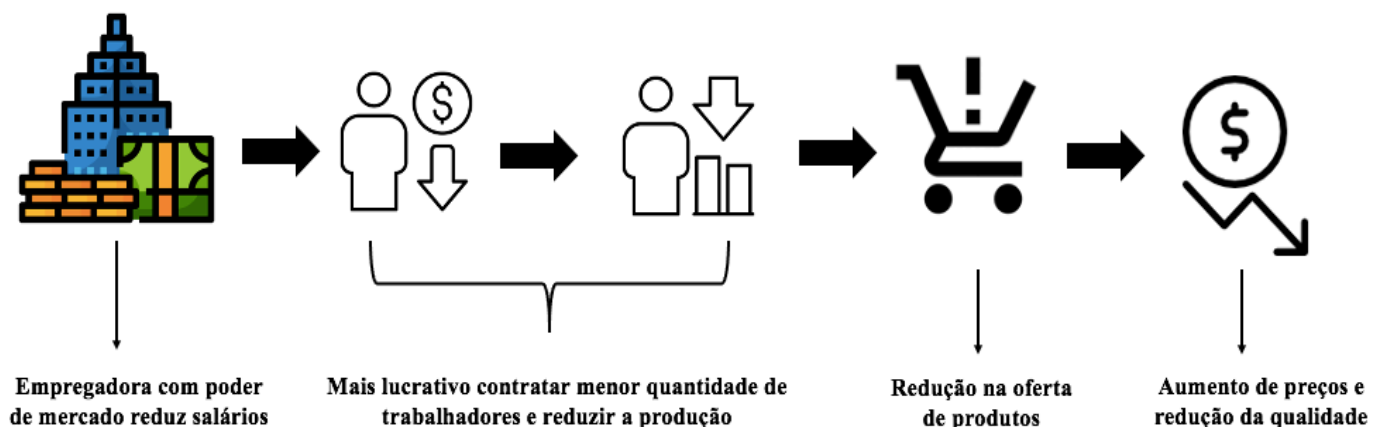 Empregadora com poder
de mercado reduz salários
Mais lucrativo contratar menor quantidade de
trabalhadores e reduzir a produção
Redução na oferta
de produtos
Aumento de preços e
redução da qualidade
$
$